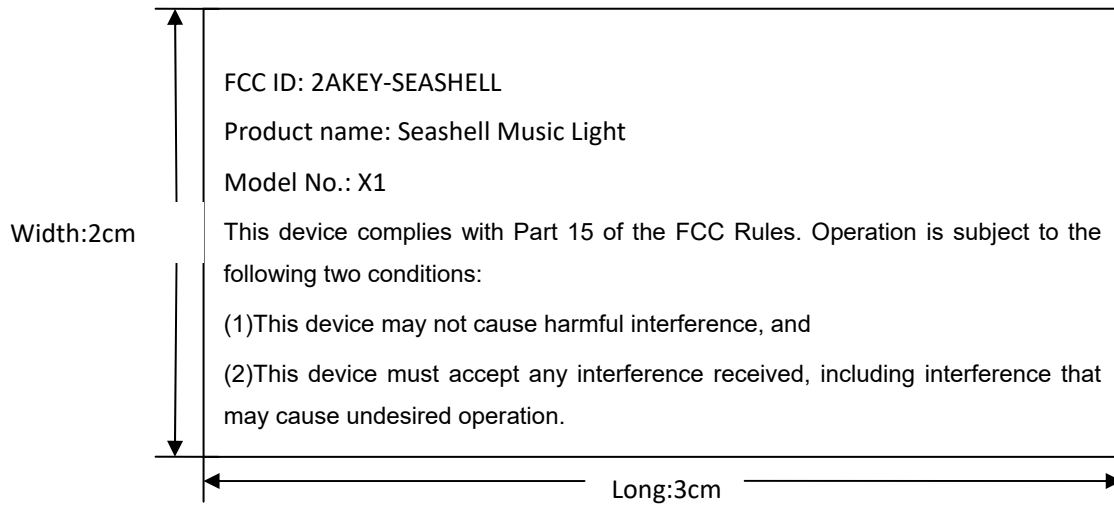 FCC ID: 2AKEY-SEASHELL
Product name: Seashell Music Light
Model No.: X1
Width:2cm
This device complies with Part 15 of the FCC Rules. Operation is subject to the
following two conditions:
(1)This device may not cause harmful interference, and
(2)This device must accept any interference received, including interference that
may cause undesired operation.
Long:3cm